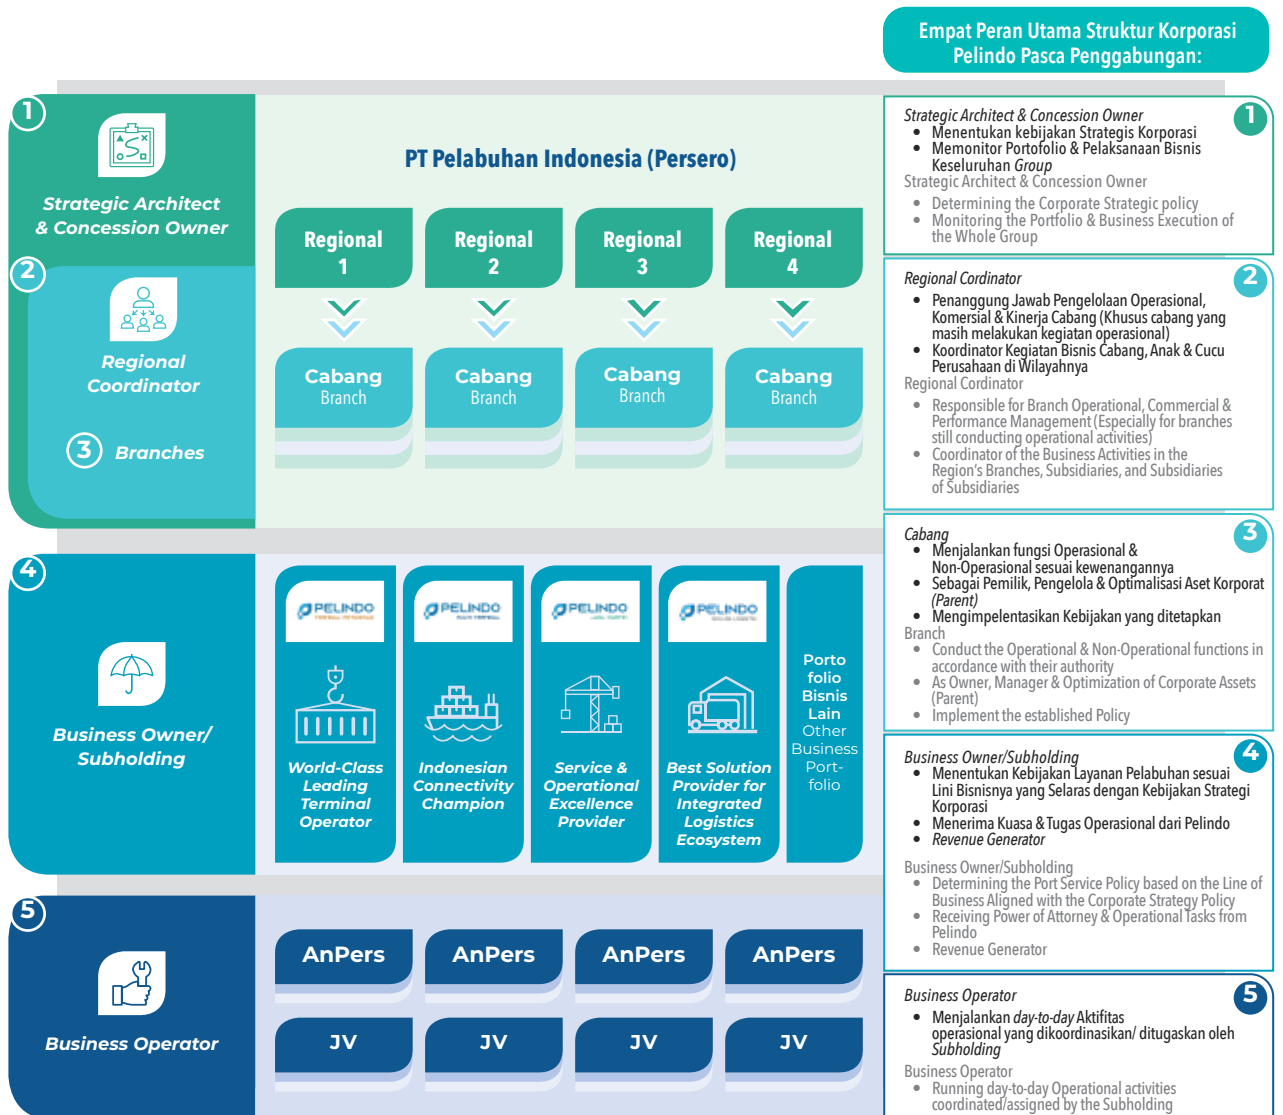 Empat Peran Utama Struktur Korporasi
Pelindo Pasca Penggabungan:
1
Strategic Architect
& Concession Owner
2
Regional
Coordinator
3 Branches
PT Pelabuhan Indonesia (Persero)
Regional
1
Regional
2
Regional
3
Regional
4
Cabang
Branch
Cabang
Branch
Cabang
Branch
Cabang
Branch
4
Business Owner/
Subholding
PELINDO
World-Class
Leading
Terminal
Operator
PELINDO
Indonesian
Connectivity
Champion
PELINDO
Service &
Operational
Excellence
Provider
PELINDO
Best Solution
Provider for
Integrated
Logistics
Ecosystem
Porto
folio
Bisnis
Lain
Other
Business
Port-
folio
5
Business Operator
AnPers
AnPers
AnPers
AnPers
JV
JV
JV
JV
1
Strategic Architect & Concession Owner
• Menentukan kebijakan Strategis Korporasi
• Memonitor Portofolio & Pelaksanaan Bisnis
Keseluruhan Group
Strategic Architect & Concession Owner
• Determining the Corporate Strategic policy
• Monitoring the Portfolio & Business Execution of
the Whole Group
2
Regional Cordinator
• Penanggung Jawab Pengelolaan Operasional,
Komersial & Kinerja Cabang (Khusus cabang yang
masih melakukan kegiatan operasional)
• Koordinator Kegiatan Bisnis Cabang, Anak & Cucu
Perusahaan di Wilayahnya
Regional Cordinator
• Responsible for Branch Operational, Commercial &
Performance Management (Especially for branches
still conducting operational activities)
• Coordinator of the Business Activities in the
Region's Branches, Subsidiaries, and Subsidiaries
of Subsidiaries
3
Cabang
• Menjalankan fungsi Operasional &
Non-Operasional sesuai kewenangannya
• Sebagai Pemilik, Pengelola & Optimalisasi Aset Korporat
(Parent)
• Mengimpelentasikan Kebijakan yang ditetapkan
Branch
• Conduct the Operational & Non-Operational functions in
accordance with their authority
• As Owner, Manager & Optimization of Corporate Assets
(Parent)
• Implement the established Policy
4
Business Owner/Subholding
• Menentukan Kebijakan Layanan Pelabuhan sesuai
Lini Bisnisnya yang Selaras dengan Kebijakan Strategi
Korporasi
• Menerima Kuasa & Tugas Operasional dari Pelindo
• Revenue Generator
Business Owner/Subholding
• Determining the Port Service Policy based on the Line of
Business Aligned with the Corporate Strategy Policy
• Receiving Power of Attorney & Operational Tasks from
Pelindo
• Revenue Generator
5
Business Operator
• Menjalankan day-to-day Aktifitas
operasional yang dikoordinasikan/ ditugaskan oleh
Subholding
Business Operator
• Running day-to-day Operational activities
coordinated/assigned by the Subholding